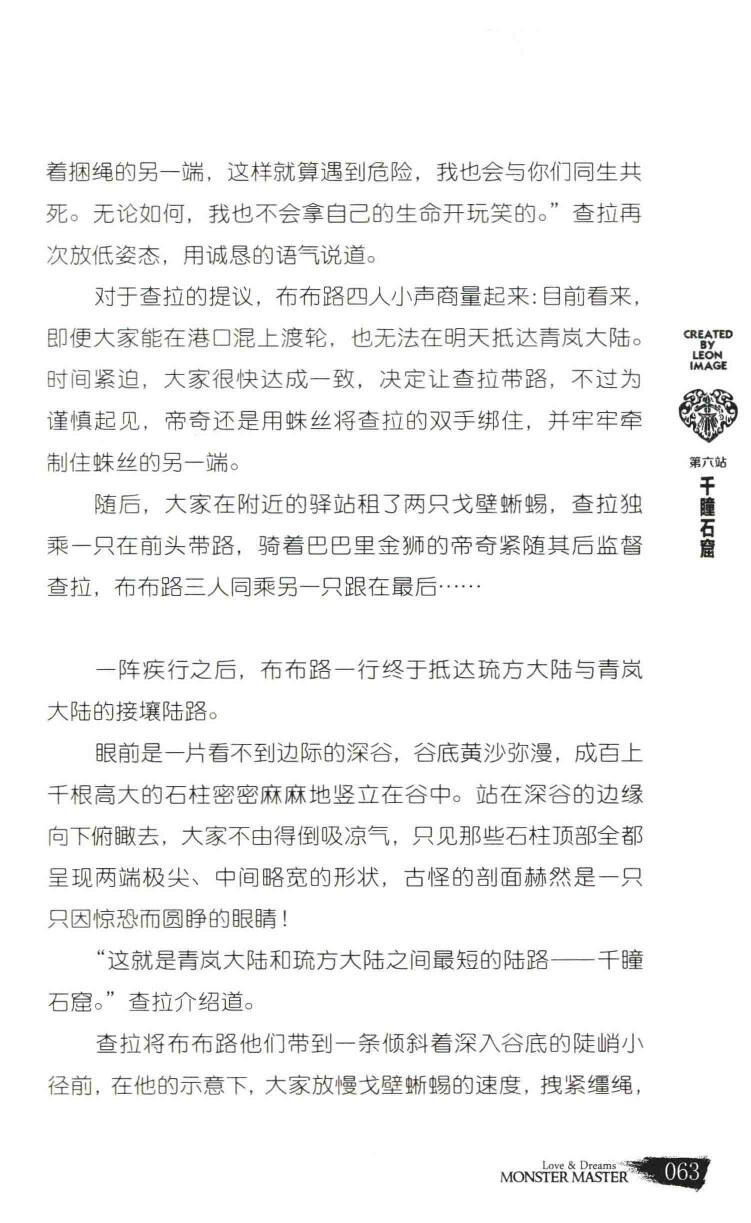 着捆绳的另一端，这样就算遇到危险，我也会与你们同生共
死。无论如何，我也不会拿自己的生命开玩笑的。”查拉再
次放低姿态，用诚恳的语气说道。
对于查拉的提议，布布路四人小声商量起来：目前看来，
即便大家能在港口混上渡轮，也无法在明天抵达青岚大陆。
时间紧迫，大家很快达成一致，决定让查拉带路，不过为
谨慎起见，帝奇还是用蛛丝将查拉的双手绑住，并牢牢牵
制住蛛丝的另一端。
随后，大家在附近的驿站租了两只戈壁蜥蜴，查拉独
乘一只在前头带路，骑着巴巴里金狮的帝奇紧随其后监督
查拉，布布路三人同乘另一只跟在最后……
一阵疾行之后，布布路一行终于抵达琉方大陆与青岚
大陆的接壤陆路。
眼前是一片看不到边际的深谷，谷底黄沙弥漫，成百上
千根高大的石柱密密麻麻地竖立在谷中。站在深谷的边缘
向下俯瞰去，大家不由得倒吸凉气，只见那些石柱顶部全都
呈现两端极尖、中间略宽的形状，古怪的剖面赫然是一只
只因惊恐而圆睁的眼睛！
“这就是青岚大陆和琉方大陆之间最短的陆路——千瞳
石窟。”查拉介绍道。
查拉将布布路他们带到一条倾斜着深入谷底的陡峭小
径前，在他的示意下，大家放慢戈壁蜥蜴的速度，拽紧缰绳，
CREATED
BY
LEON
IMAGE
第六站
千瞳石窟
Love & Dreams
MONSTER MASTER
063